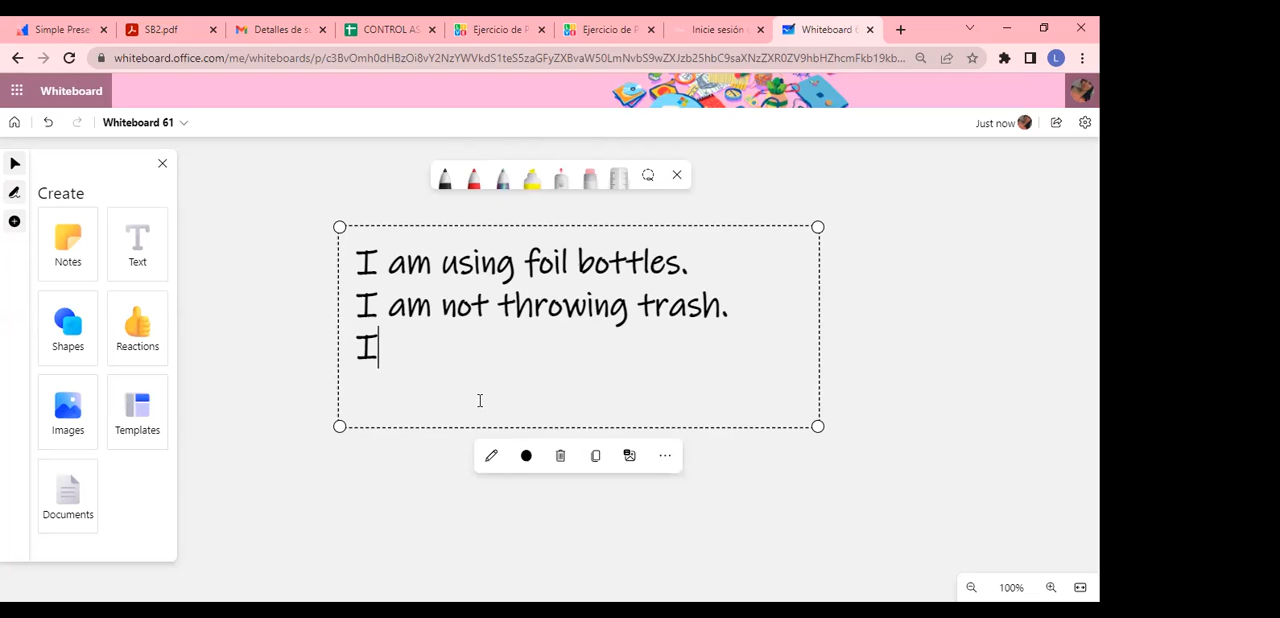 Simple Prese
SB2.pdf
Detalles de s
CONTROL AS
Ejercicio de P
Ejercicio de P
Inicie sesión
Whiteboard 6
whiteboard.office.com/me/whiteboards/p/c3BvOmh0dHBzOi8vY2NzYWVkdS1teS5zaGFyZXBvaW50LmNvbS9wZXJzb25hbC9saXNzZXR0ZV9hbHZhcmFkb19kb...
L
Whiteboard
Whiteboard 61
Just now
Create
Notes
Text
Shapes
Reactions
Images
Templates
Documents
I am using foil bottles.
I am not throwing trash.
I
100%